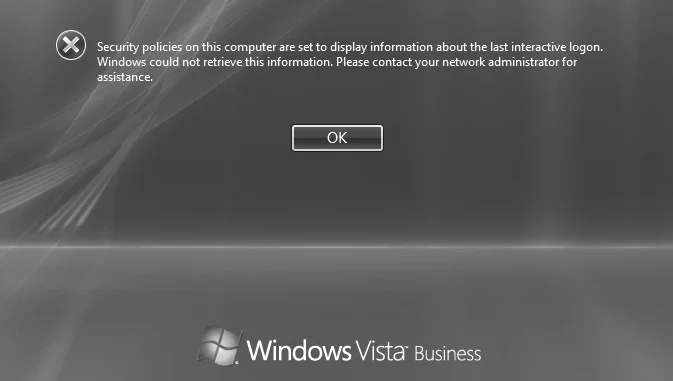 Security policies on this computer are set to display information about the last interactive logon.
Windows could not retrieve this information. Please contact your network administrator for
assistance.
OK
Windows Vista™ Business